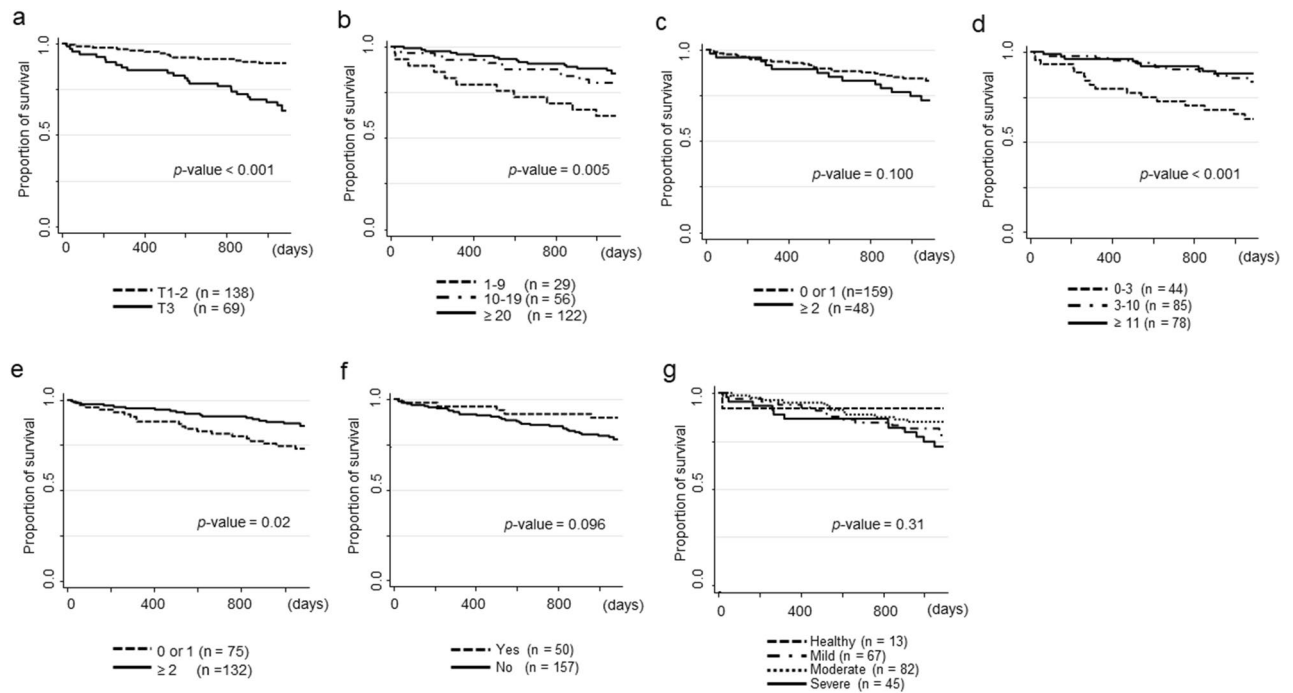 a
Proportion of survival
1.0
0.5
0.0
p-value < 0.001
0 400 800 (days)
T1-2 (n = 138)
T3 (n = 69)
b
Proportion of survival
1.0
0.5
0.0
p-value = 0.005
0 400 800 (days)
1-9 (n = 29)
10-19 (n = 56)
≥ 20 (n = 122)
c
Proportion of survival
1.0
0.5
0.0
p-value = 0.100
0 400 800 (days)
0 or 1 (n=159)
≥ 2 (n=48)
d
Proportion of survival
1.0
0.5
0.0
p-value < 0.001
0 400 800 (days)
0-3 (n = 44)
3-10 (n = 85)
≥ 11 (n = 78)
e
Proportion of survival
1.0
0.5
0.0
p-value = 0.02
0 400 800 (days)
0 or 1 (n = 75)
≥ 2 (n =132)
f
Proportion of survival
1.0
0.5
0.0
p-value = 0.096
0 400 800 (days)
Yes (n = 50)
No (n = 157)
g
Proportion of survival
1.0
0.5
0.0
p-value = 0.31
0 400 800 (days)
Healthy (n = 13)
Mild (n = 67)
Moderate (n = 82)
Severe (n = 45)